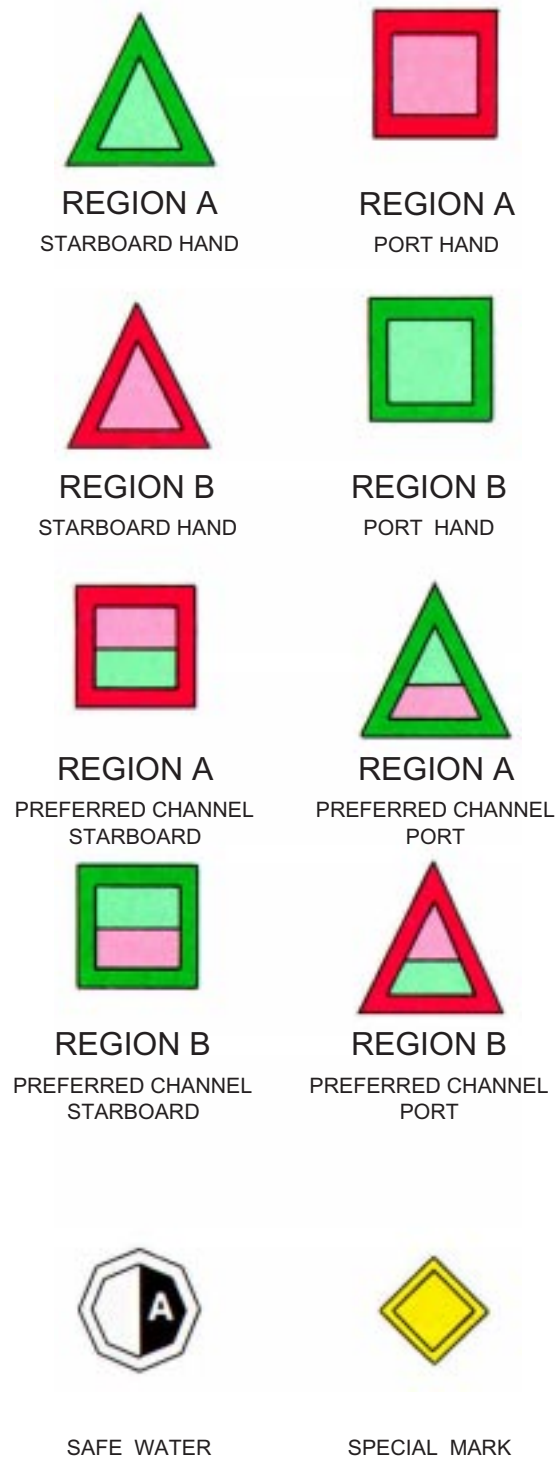 REGION A
STARBOARD HAND
REGION A
PORT HAND
REGION B
STARBOARD HAND
REGION B
PORT HAND
REGION A
PREFERRED CHANNEL
STARBOARD
REGION A
PREFERRED CHANNEL
PORT
REGION B
PREFERRED CHANNEL
STARBOARD
REGION B
PREFERRED CHANNEL
PORT
A
SAFE WATER
SPECIAL MARK